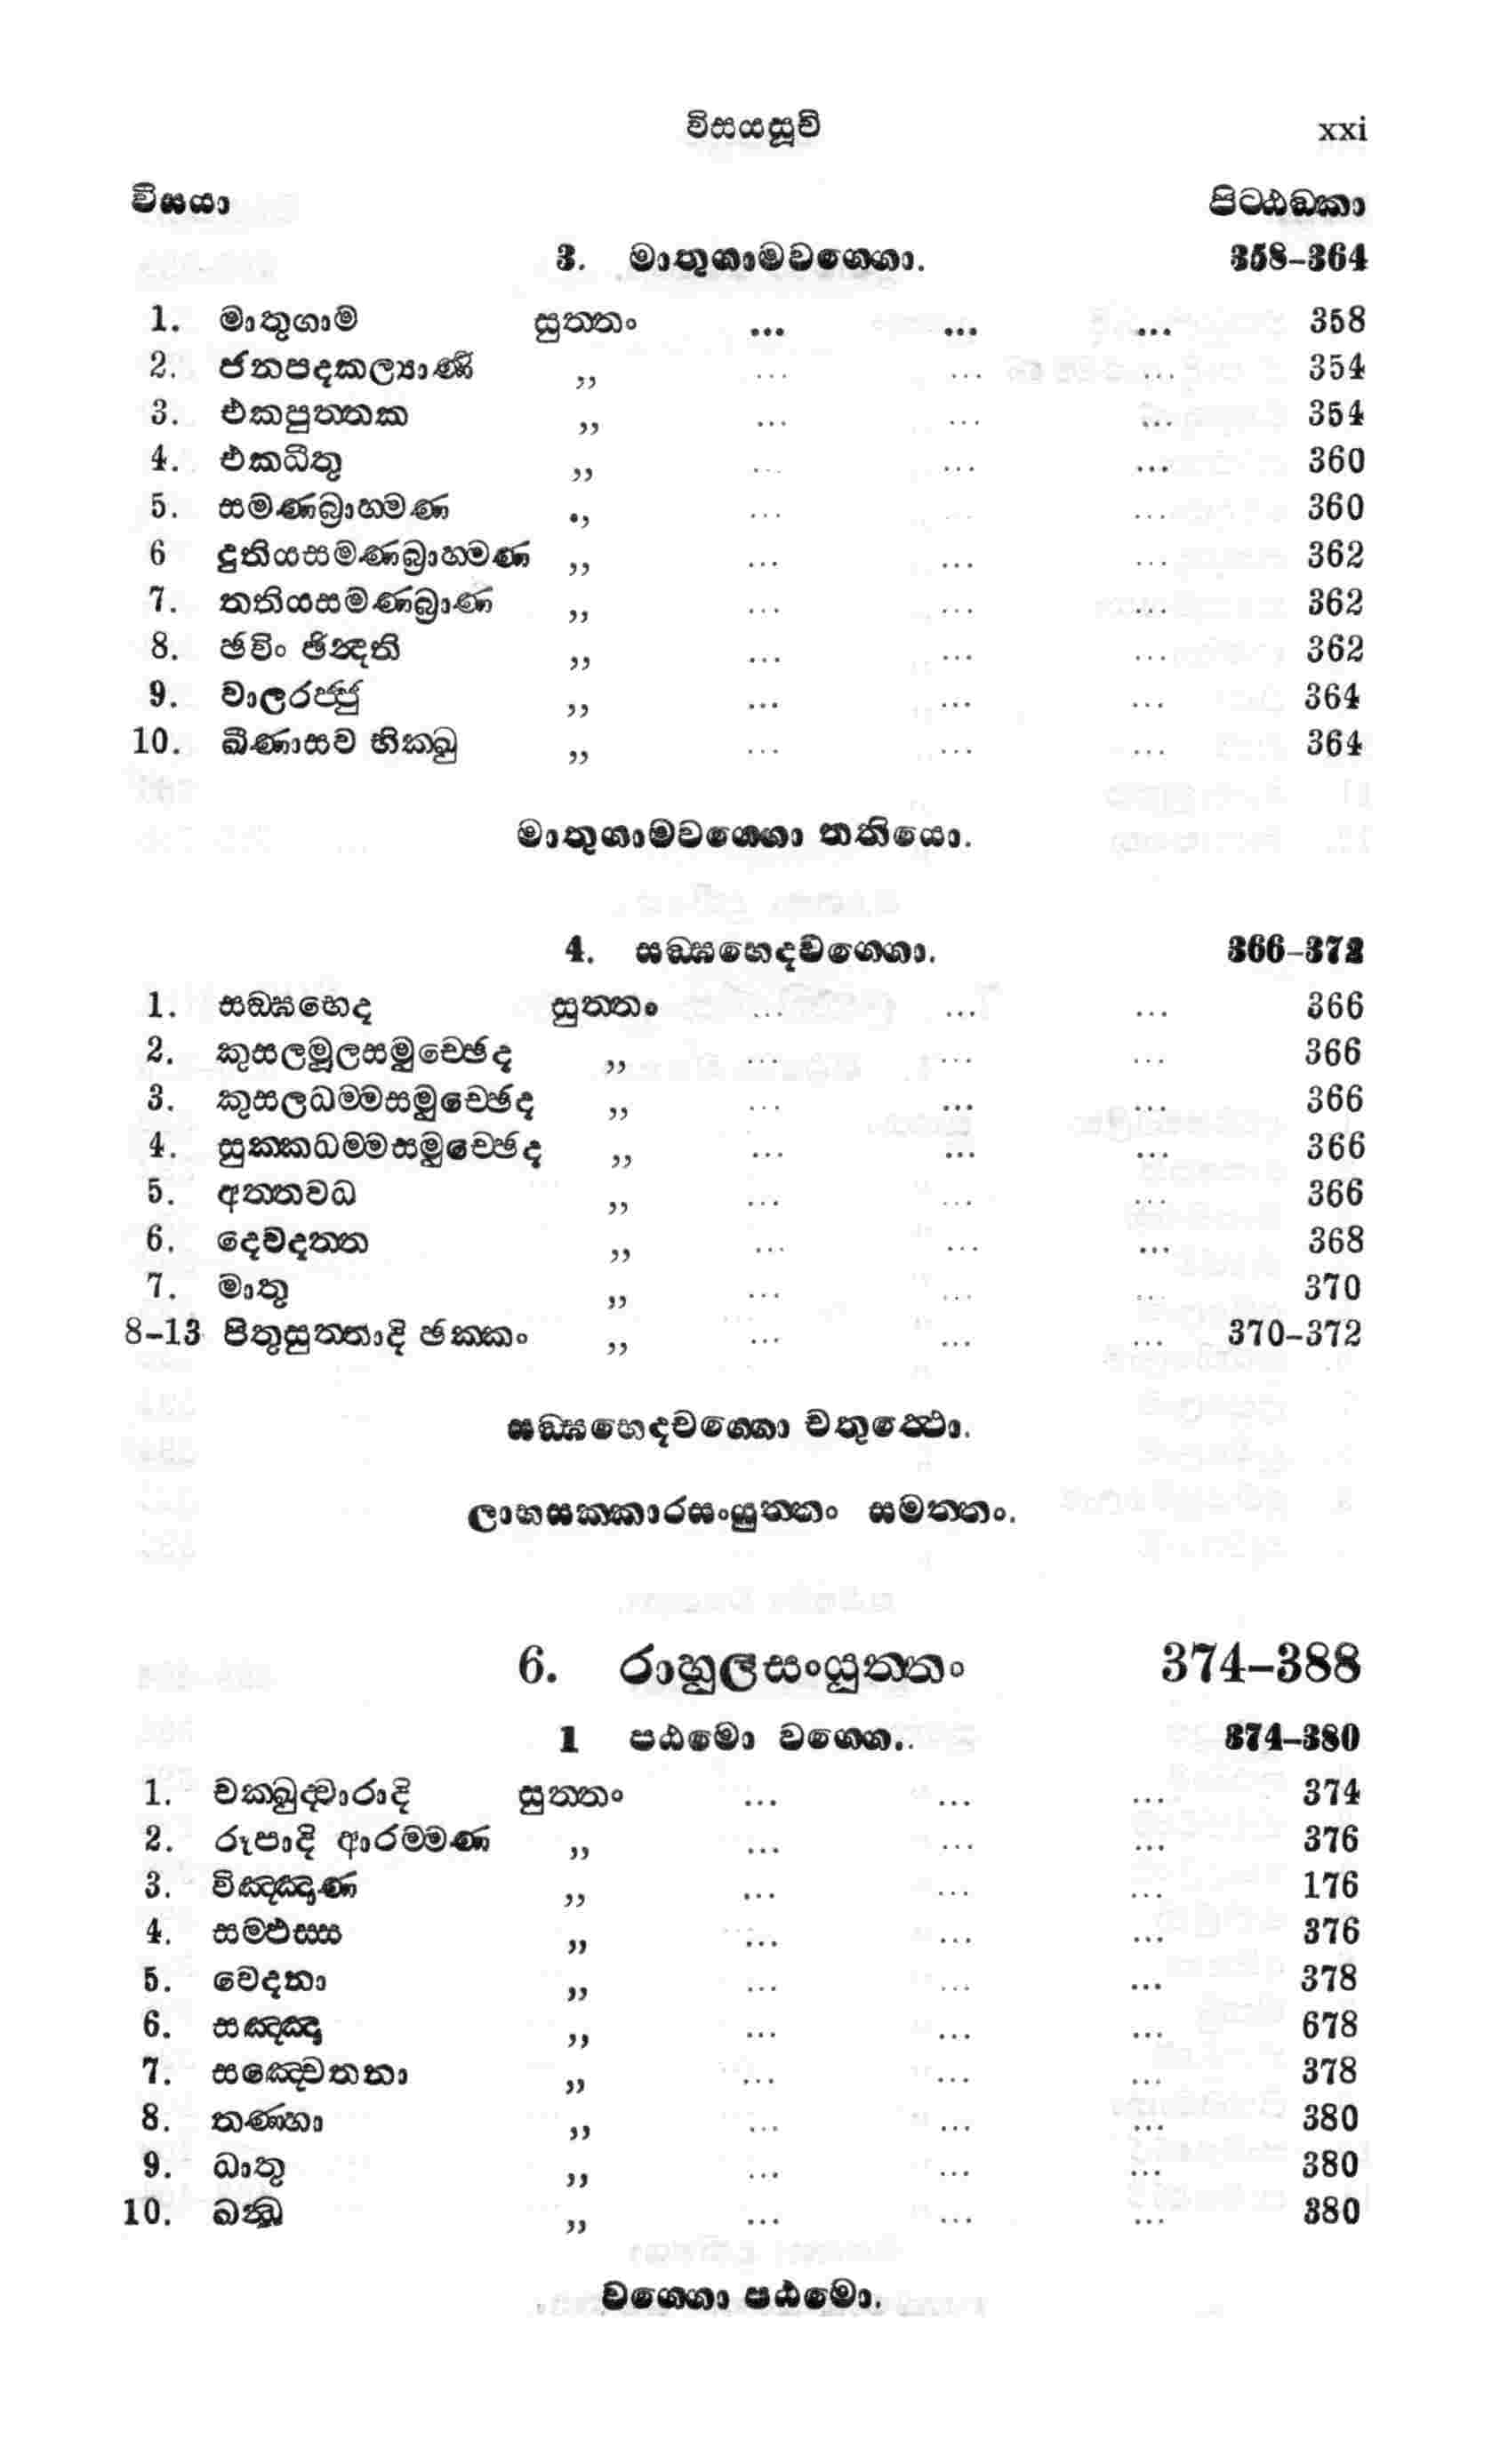 විසයසූචි xxi
විසයා පිටඨඞකා
3. මාතුගාමවගෙගා. 358–364
1. මාතුගාම සුත්‍තං ... ... ... 358
2. ජනපදකල්‍යාණි ,, ... ... ... 354
3. එකපුත්‍තක ,, ... ... ... 354
4. එකධීතු ,, ... ... ... 360
5. සමණබ්‍රාහමණ ,, ... ... ... 360
6 දුතියසමණබ්‍රාහමණ ,, ... ... ... 362
7. තතියසමණබ්‍රාණ ,, ... ... ... 362
8. ඡවිං ඡින්‍දති ,, ... ... ... 362
9. වාලරජ්ජු ,, ... ... ... 364
10. ඛීණාසව භික්‍ඛු ,, ... ... ... 364
මාතුගාමවගෙගා තතියො.
4. සඞ්ඝභෙදවගෙගා. 366–372
1. සඞ්ඝභෙද සුත්‍තං ... ... ... 366
2. කුසලමූලසමුච්ඡේද ,, ... ... ... 366
3. කුසලධම්‍මසමුච්ඡේද ,, ... ... ... 366
4. සුක්‍කධම්‍මසමුච්ඡේද ,, ... ... ... 366
5. අත්‍තවධ ,, ... ... ... 366
6. දෙවදත්‍ත ,, ... ... ... 368
7. මාතු ,, ... ... ... 370
8–13 පිතුසුත්‍තාදි ඡක්‍කං ,, ... ... ... 370–372
සඞ්ඝභෙදවගෙගා චතුත්‍ථො.
ලාභසක්‍කාරසංයුත්‍තං සමත්‍තං.
6. රාහුලසංයුත්‍තං 374–388
1 පඨමො වගෙග.. 374–380
1. චක්‍ඛුද්‍වාරාදි සුත්‍තං ... ... ... 374
2. රූපාදි ආරම්‍මණ ,, ... ... ... 376
3. විඤ්ඤාණ ,, ... ... ... 176
4. සම්ඵස්ස ,, ... ... ... 376
5. වෙදනා ,, ... ... ... 378
6. සඤ්ඤා ,, ... ... ... 678
7. සඤ්චෙතනා ,, ... ... ... 378
8. තණ්හා ,, ... ... ... 380
9. ධාතු ,, ... ... ... 380
10. ඛන්‍ධ ,, ... ... ... 380
වගෙගා පඨමො.